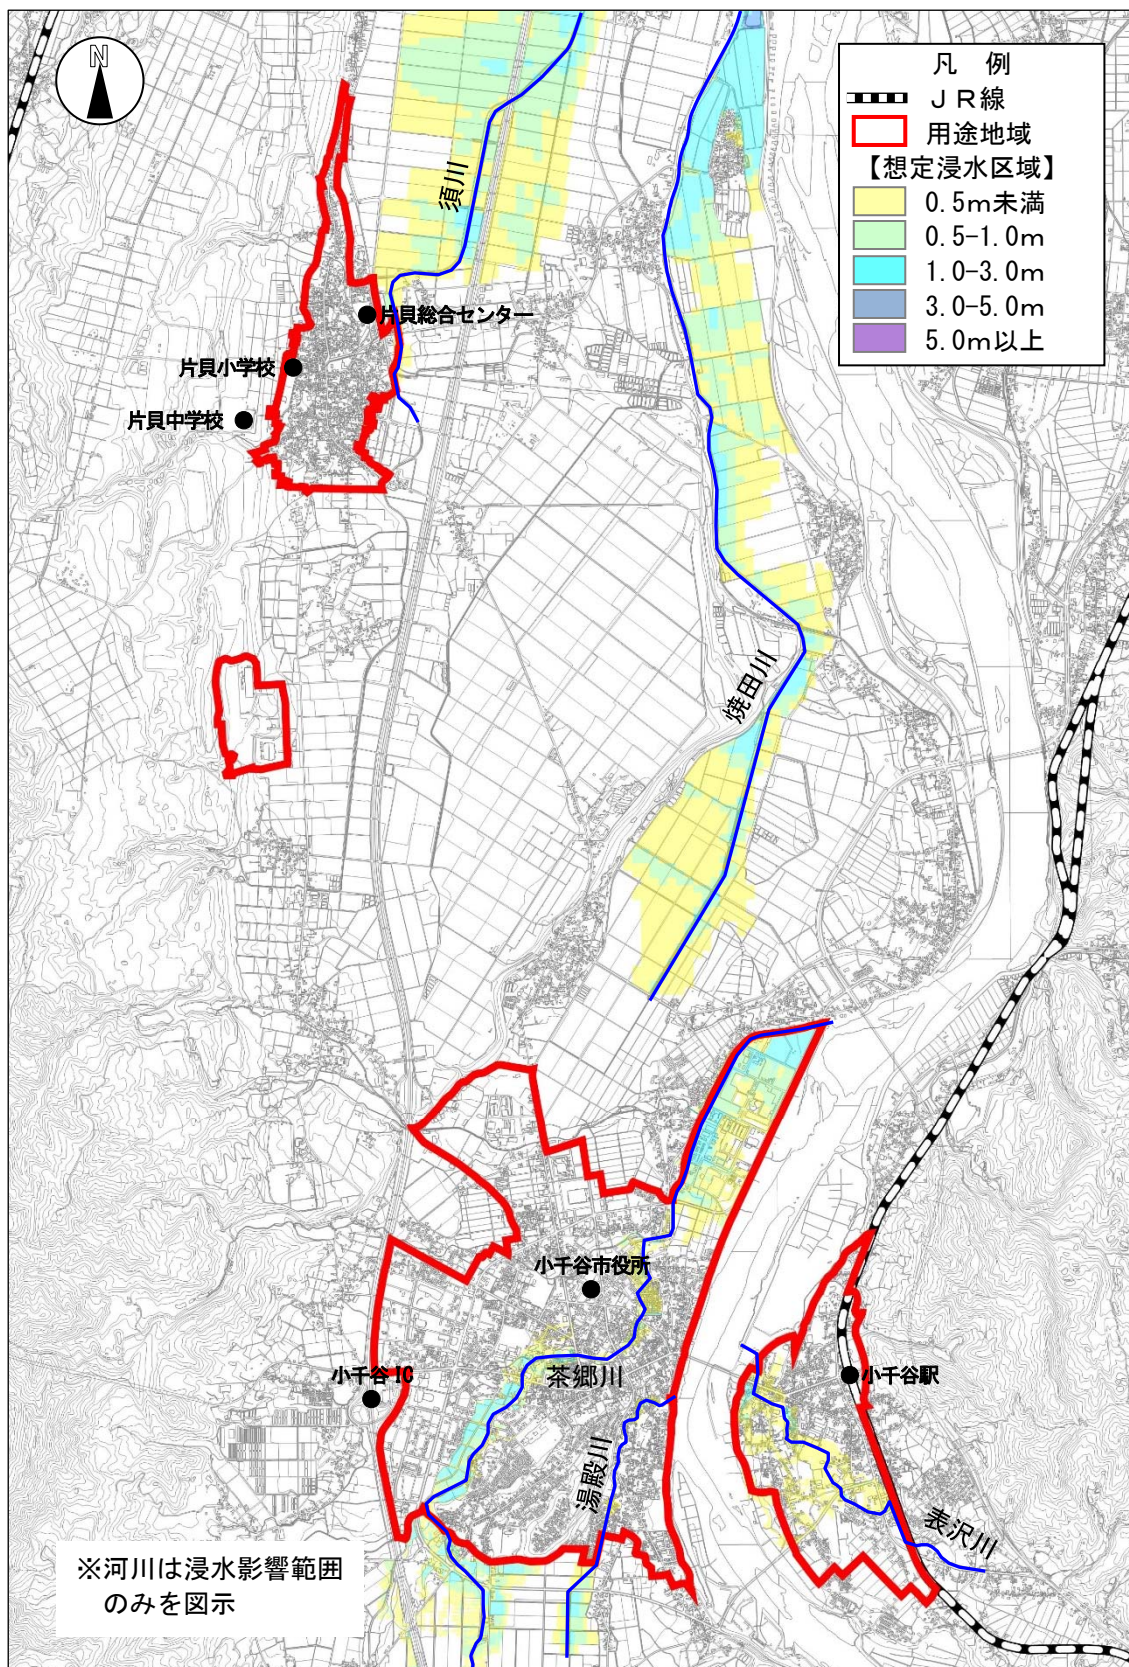 N
凡 例
ＪＲ線
用途地域
【想定浸水区域】
0.5m未満
0.5-1.0m
1.0-3.0m
3.0-5.0m
5.0m以上
須川
片貝総合センター
片貝小学校
片貝中学校
焼田川
小千谷市役所
茶郷川
小千谷IC
小千谷駅
湯殿川
表沢川
※河川は浸水影響範囲
のみを図示